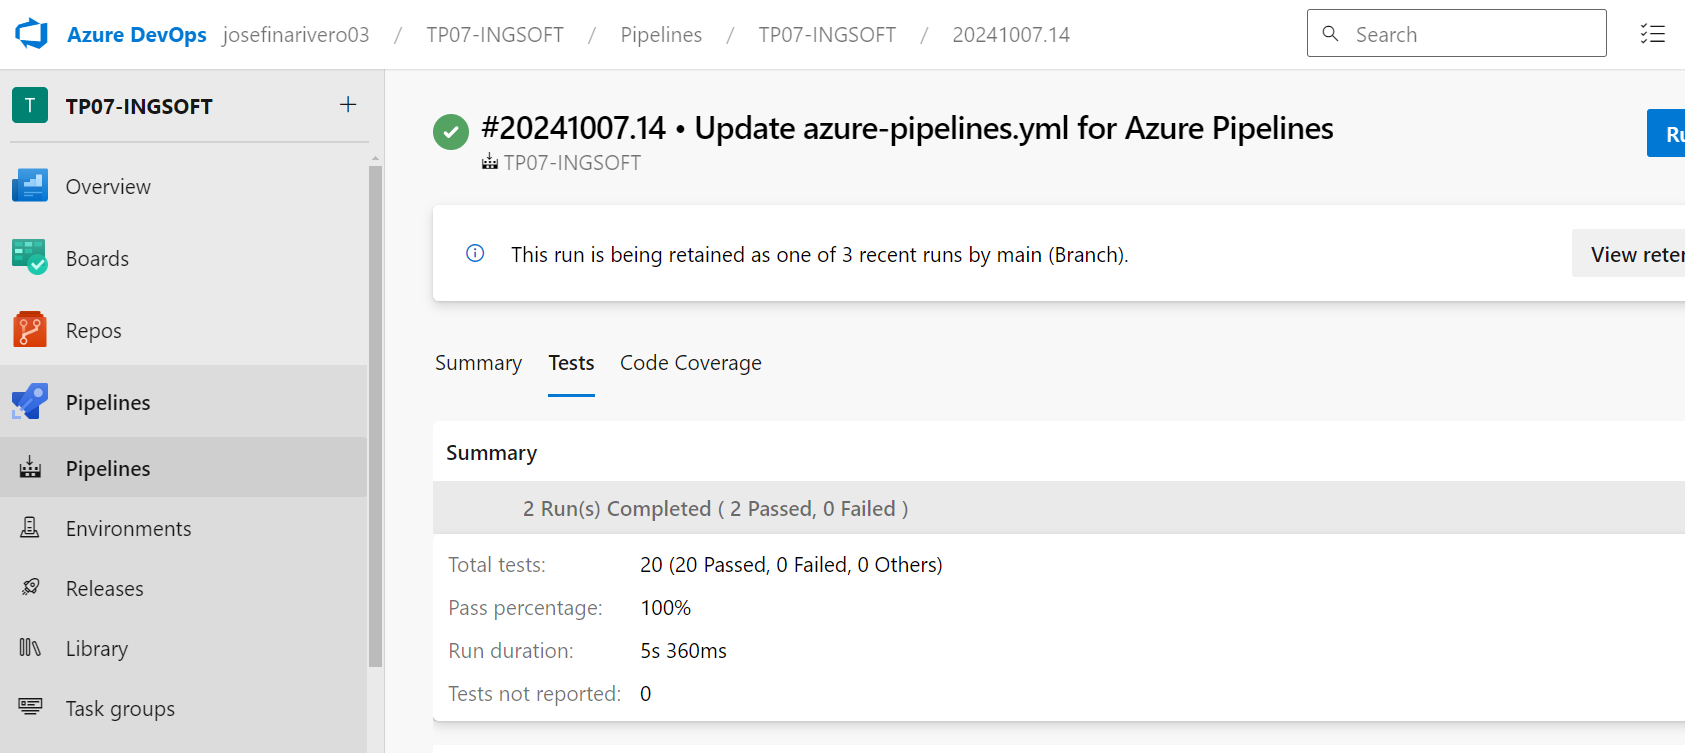 Azure DevOps josefinarivero03 / TP07-INGSOFT / Pipelines / TP07-INGSOFT / 20241007.14
Search
T TP07-INGSOFT +
Overview
Boards
Repos
Pipelines
Pipelines
Environments
Releases
Library
Task groups
#20241007.14 • Update azure-pipelines.yml for Azure Pipelines
TP07-INGSOFT
Ru
This run is being retained as one of 3 recent runs by main (Branch).
View reten
Summary Tests Code Coverage
Summary
2 Run(s) Completed ( 2 Passed, 0 Failed )
Total tests: 20 (20 Passed, 0 Failed, 0 Others)
Pass percentage: 100%
Run duration: 5s 360ms
Tests not reported: 0